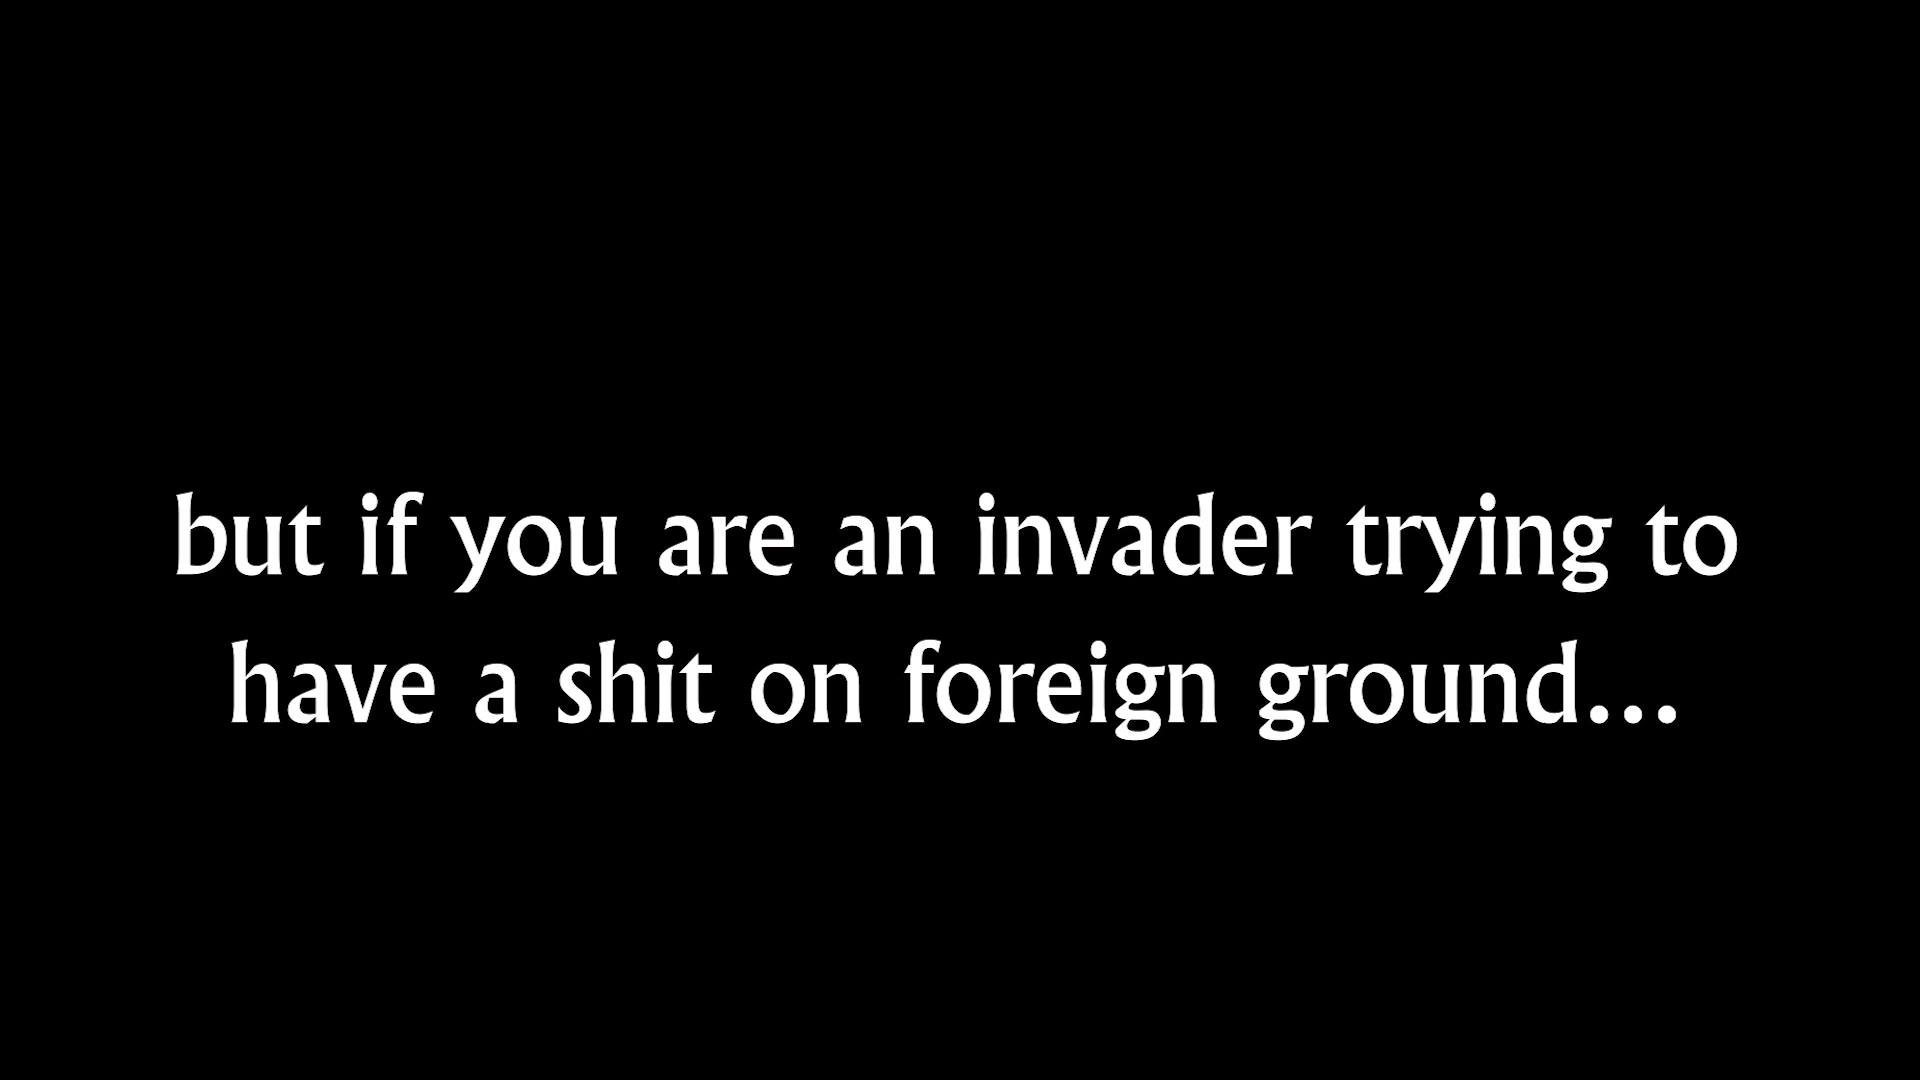 but if you are an invader trying to
have a shit on foreign ground...